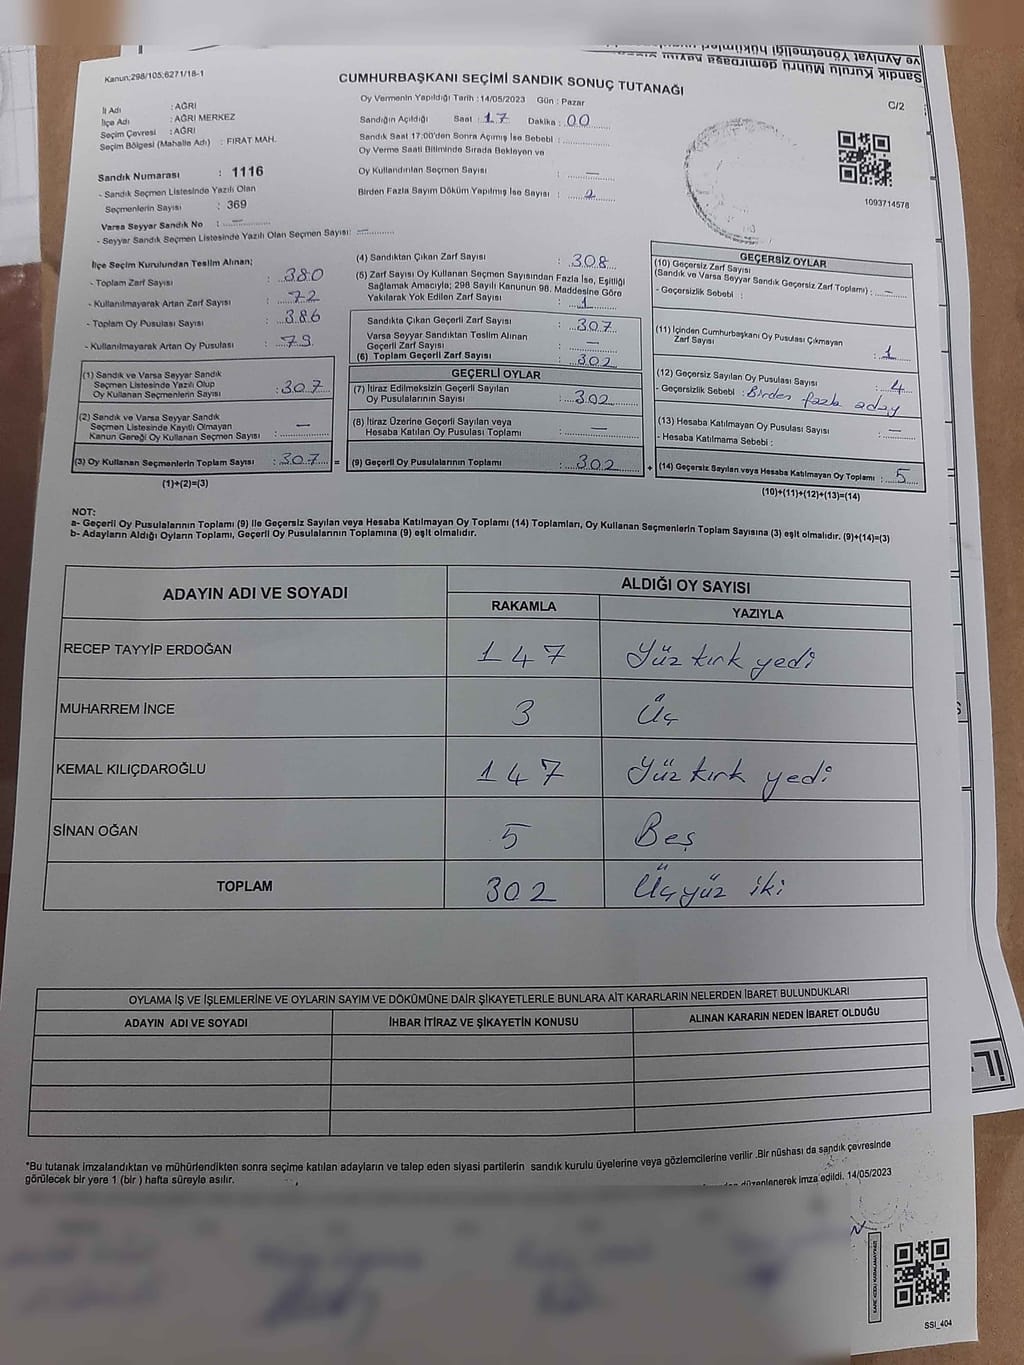 Sandık Kurulu Mührü
ve Ayniyat Yönetmeliği hükümleri
Kanun;298/105;6271/18-1
CUMHURBAŞKANI SEÇİMİ SANDIK SONUÇ TUTANAĞI
C/2
İl Adı : AĞRI
İlçe Adı : AĞRI MERKEZ
Seçim Çevresi : AĞRI
Seçim Bölgesi (Mahalle Adı) : FIRAT MAH.
Sandık Numarası : 1116
- Sandık Seçmen Listesinde Yazılı Olan
Seçmenlerin Sayısı : 369
Varsa Seyyar Sandık No : —
- Seyyar Sandık Seçmen Listesinde Yazılı Olan Seçmen Sayısı: —
Oy Vermenin Yapıldığı Tarih : 14/05/2023 Gün : Pazar
Sandığın Açıldığı Saat : 17 Dakika : 00
Sandık Saat 17:00'den Sonra Açımış İse Sebebi :
Oy Verme Saati Bitiminde Sırada Bekleyen ve
Oy Kullandırılan Seçmen Sayısı : —
Birden Fazla Sayım Döküm Yapılmış İse Sayısı : 2
1093714578
İlçe Seçim Kurulundan Teslim Alınan;
- Toplam Zarf Sayısı : 380
- Kullanılmayarak Artan Zarf Sayısı : 72
- Toplam Oy Pusulası Sayısı : 386
- Kullanılmayarak Artan Oy Pusulası : 79
(1) Sandık ve Varsa Seyyar Sandık
Seçmen Listesinde Yazılı Olup
Oy Kullanan Seçmenlerin Sayısı : 307
(2) Sandık ve Varsa Seyyar Sandık
Seçmen Listesinde Kayıtlı Olmayan
Kanun Gereği Oy Kullanan Seçmen Sayısı : —
(3) Oy Kullanan Seçmenlerin Toplam Sayısı : 307 =
(1)+(2)=(3)
(4) Sandıktan Çıkan Zarf Sayısı : 308
(5) Zarf Sayısı Oy Kullanan Seçmen Sayısından Fazla İse, Eşitliği
Sağlamak Amacıyla; 298 Sayılı Kanunun 98. Maddesine Göre
Yakılarak Yok Edilen Zarf Sayısı : 1
Sandıkta Çıkan Geçerli Zarf Sayısı : 307
Varsa Seyyar Sandıktan Teslim Alınan
Geçerli Zarf Sayısı : —
(6) Toplam Geçerli Zarf Sayısı : 302
GEÇERLİ OYLAR
(7) İtiraz Edilmeksizin Geçerli Sayılan
Oy Pusulalarının Sayısı : 302
(8) İtiraz Üzerine Geçerli Sayılan veya
Hesaba Katılan Oy Pusulası Toplamı : —
(9) Geçerli Oy Pusulalarının Toplamı : 302 +
GEÇERSİZ OYLAR
(10) Geçersiz Zarf Sayısı
(Sandık ve Varsa Seyyar Sandık Geçersiz Zarf Toplamı) : —
- Geçersizlik Sebebi :
(11) İçinden Cumhurbaşkanı Oy Pusulası Çıkmayan
Zarf Sayısı : 1
(12) Geçersiz Sayılan Oy Pusulası Sayısı : 4
- Geçersizlik Sebebi : Birden fazla aday
(13) Hesaba Katılmayan Oy Pusulası Sayısı : —
- Hesaba Katılmama Sebebi :
(14) Geçersiz Sayılan veya Hesaba Katılmayan Oy Toplamı : 5
(10)+(11)+(12)+(13)=(14)
NOT:
a- Geçerli Oy Pusulalarının Toplamı (9) ile Geçersiz Sayılan veya Hesaba Katılmayan Oy Toplamı (14) Toplamları, Oy Kullanan Seçmenlerin Toplam Sayısına (3) eşit olmalıdır. (9)+(14)=(3)
b- Adayların Aldığı Oyların Toplamı, Geçerli Oy Pusulalarının Toplamına (9) eşit olmalıdır.
ADAYIN ADI VE SOYADI ALDIĞI OY SAYISI
RAKAMLA YAZIYLA
RECEP TAYYİP ERDOĞAN 147 Yüz kırk yedi
MUHARREM İNCE 3 Üç
KEMAL KILIÇDAROĞLU 147 Yüz kırk yedi
SİNAN OĞAN 5 Beş
TOPLAM 302 Üçyüz iki
OYLAMA İŞ VE İŞLEMLERİNE VE OYLARIN SAYIM VE DÖKÜMÜNE DAİR ŞİKAYETLERLE BUNLARA AİT KARARLARIN NELERDEN İBARET BULUNDUKLARI
ADAYIN ADI VE SOYADI İHBAR İTİRAZ VE ŞİKAYETİN KONUSU ALINAN KARARIN NEDEN İBARET OLDUĞU
*Bu tutanak imzalandıktan ve mühürlendikten sonra seçime katılan adayların ve talep eden siyasi partilerin sandık kurulu üyelerine veya gözlemcilerine verilir .Bir nüshası da sandık çevresinde
görülecek bir yere 1 (bir ) hafta süreyle asılır.
düzenlenerek imza edildi. 14/05/2023
SSI_404